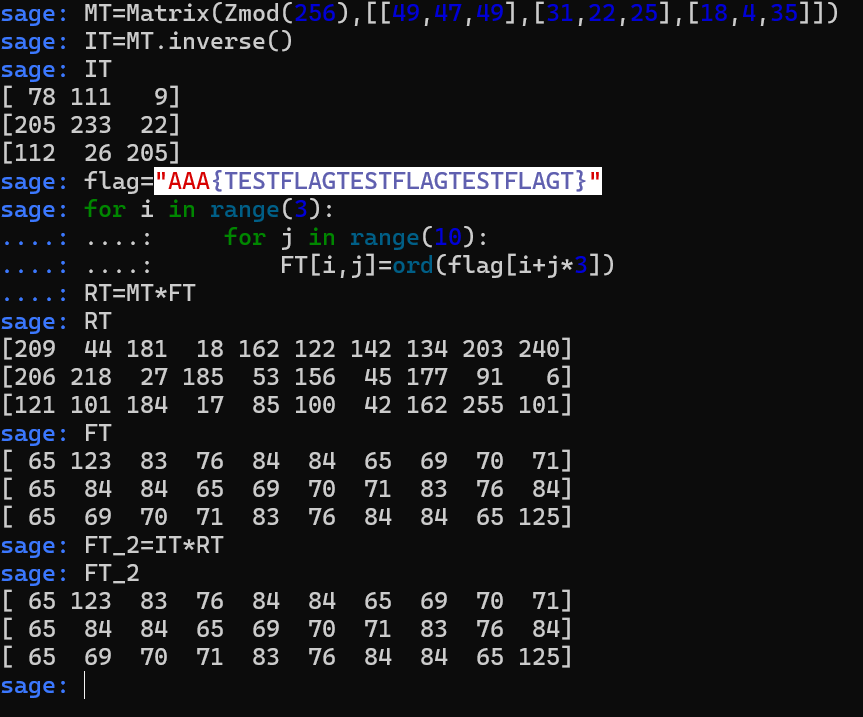 sage: MT=Matrix(Zmod(256),[[49,47,49],[31,22,25],[18,4,35]])
sage: IT=MT.inverse()
sage: IT
[ 78 111   9]
[205 233  22]
[112  26 205]
sage: flag="AAA{TESTFLAGTESTFLAGTESTFLAGT}"
sage: for i in range(3):
....: ....:     for j in range(10):
....: ....:         FT[i,j]=ord(flag[i+j*3])
....: RT=MT*FT
sage: RT
[209  44 181  18 162 122 142 134 203 240]
[206 218  27 185  53 156  45 177  91   6]
[121 101 184  17  85 100  42 162 255 101]
sage: FT
[ 65 123  83  76  84  84  65  69  70  71]
[ 65  84  84  65  69  70  71  83  76  84]
[ 65  69  70  71  83  76  84  84  65 125]
sage: FT_2=IT*RT
sage: FT_2
[ 65 123  83  76  84  84  65  69  70  71]
[ 65  84  84  65  69  70  71  83  76  84]
[ 65  69  70  71  83  76  84  84  65 125]
sage: